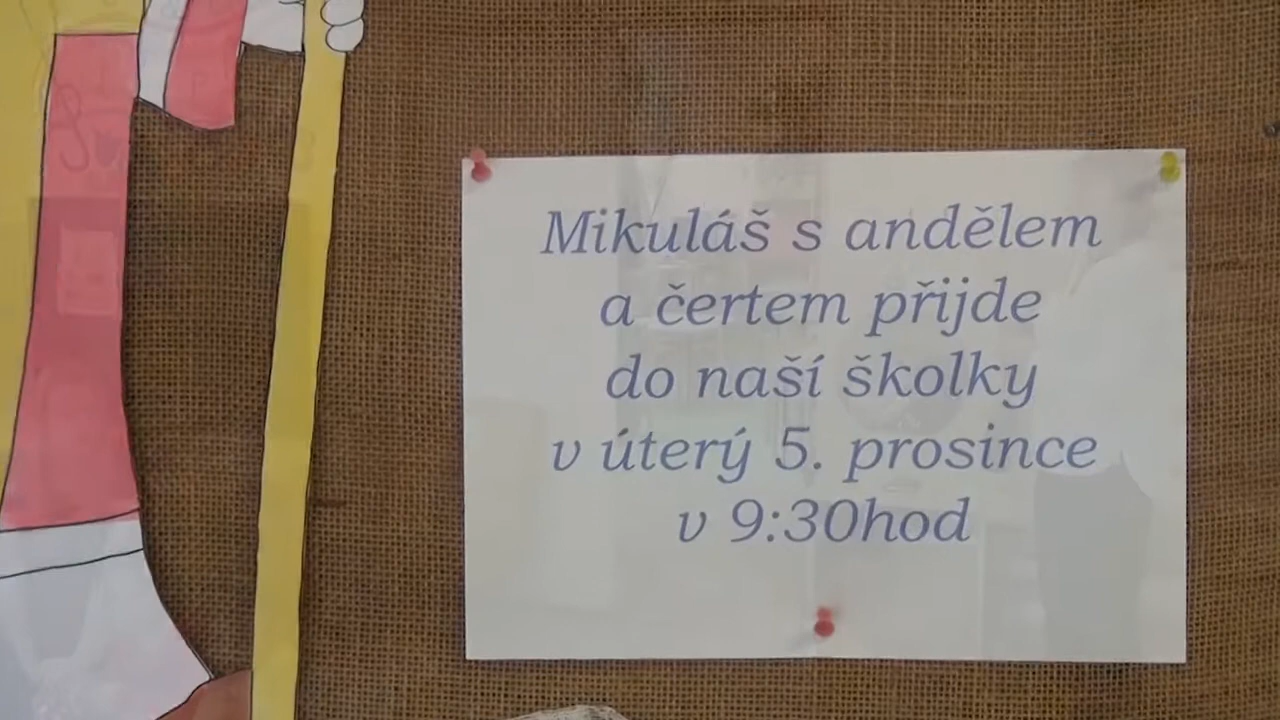 Mikuláš s andělem
a čertem přijde
do naší školky
v úterý 5. prosince
v 9:30hod